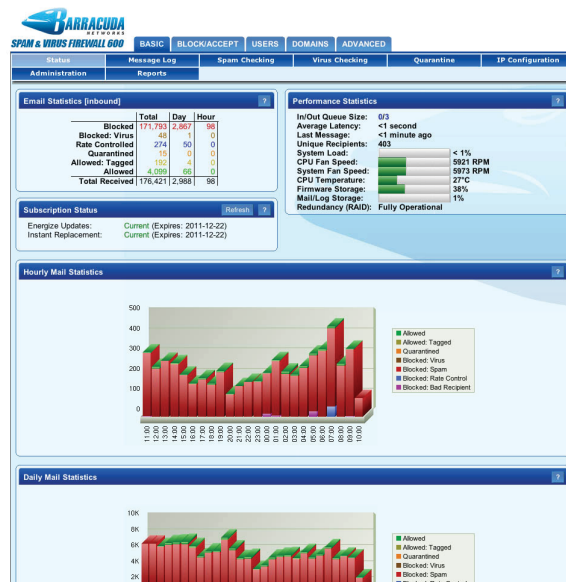 BARRACUDA
NETWORKS
SPAM & VIRUS FIREWALL 600
BASIC BLOCK/ACCEPT USERS DOMAINS ADVANCED
Status Message Log Spam Checking Virus Checking Quarantine IP Configuration
Administration Reports
Email Statistics [inbound] ?
Total Day Hour
Blocked 171,793 2,867 98
Blocked: Virus 48 1 0
Rate Controlled 274 50 0
Quarantined 15 0 0
Allowed: Tagged 192 4 0
Allowed 4,099 66 0
Total Received 176,421 2,988 98
Subscription Status Refresh ?
Energize Updates: Current (Expires: 2011-12-22)
Instant Replacement: Current (Expires: 2011-12-22)
Performance Statistics ?
In/Out Queue Size: 0/3
Average Latency: <1 second
Last Message: <1 minute ago
Unique Recipients: 403
System Load: < 1%
CPU Fan Speed: 5921 RPM
System Fan Speed: 5973 RPM
CPU Temperature: 27°C
Firmware Storage: 38%
Mail/Log Storage: 1%
Redundancy (RAID): Fully Operational
Hourly Mail Statistics ?
500
400
300
200
100
0
11:00 12:00 13:00 14:00 15:00 16:00 17:00 18:00 19:00 20:00 21:00 22:00 23:00 00:00 01:00 02:00 03:00 04:00 05:00 06:00 07:00 08:00 09:00 10:00
Allowed
Allowed: Tagged
Quarantined
Blocked: Virus
Blocked: Spam
Blocked: Rate Control
Blocked: Bad Recipient
Daily Mail Statistics ?
10K
8K
6K
4K
2K
Allowed
Allowed: Tagged
Quarantined
Blocked: Virus
Blocked: Spam